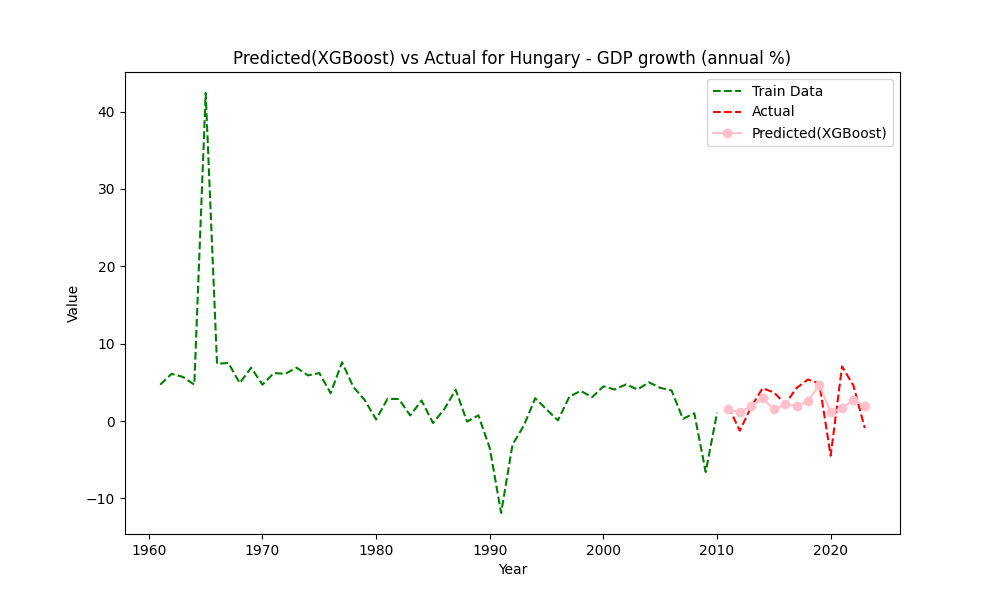 Predicted(XGBoost) vs Actual for Hungary - GDP growth (annual %)
Train Data
Actual
Predicted(XGBoost)
Value
40
30
20
10
0
−10
1960 1970 1980 1990 2000 2010 2020
Year